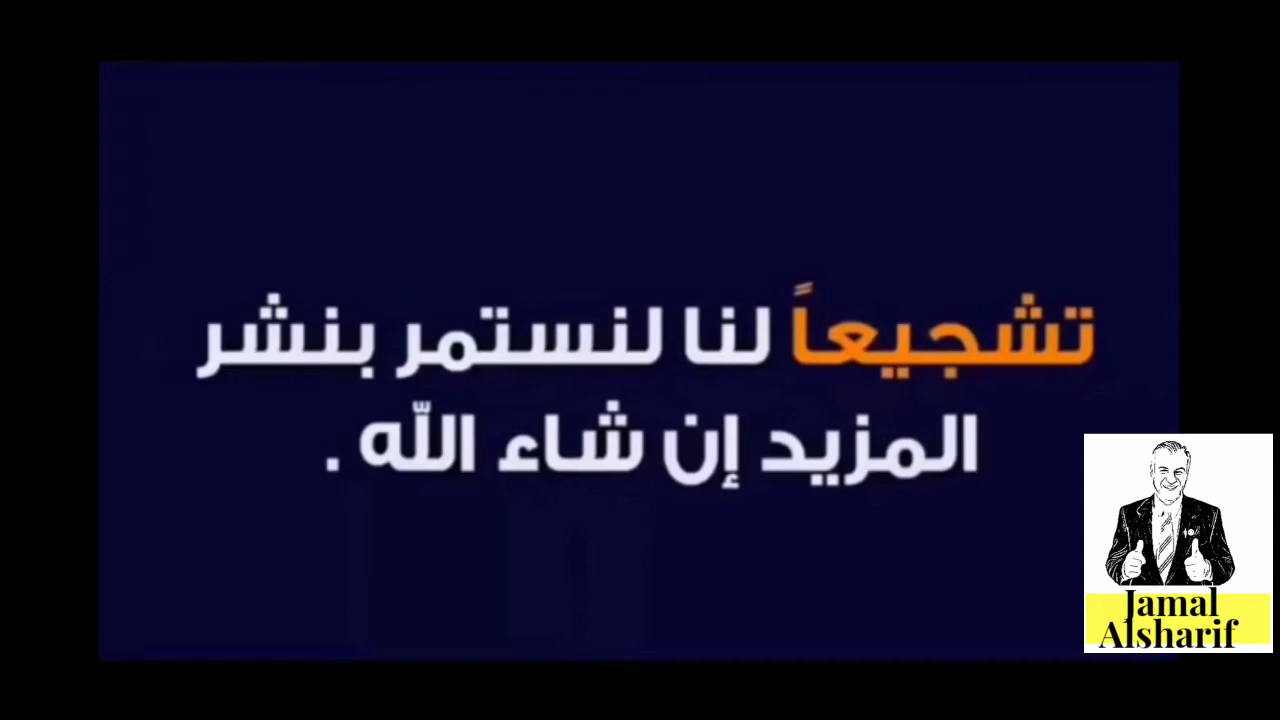 تشجيعاً لنا لنستمر بنشر
المزيد إن شاء الله .
Jamal
Alsharif